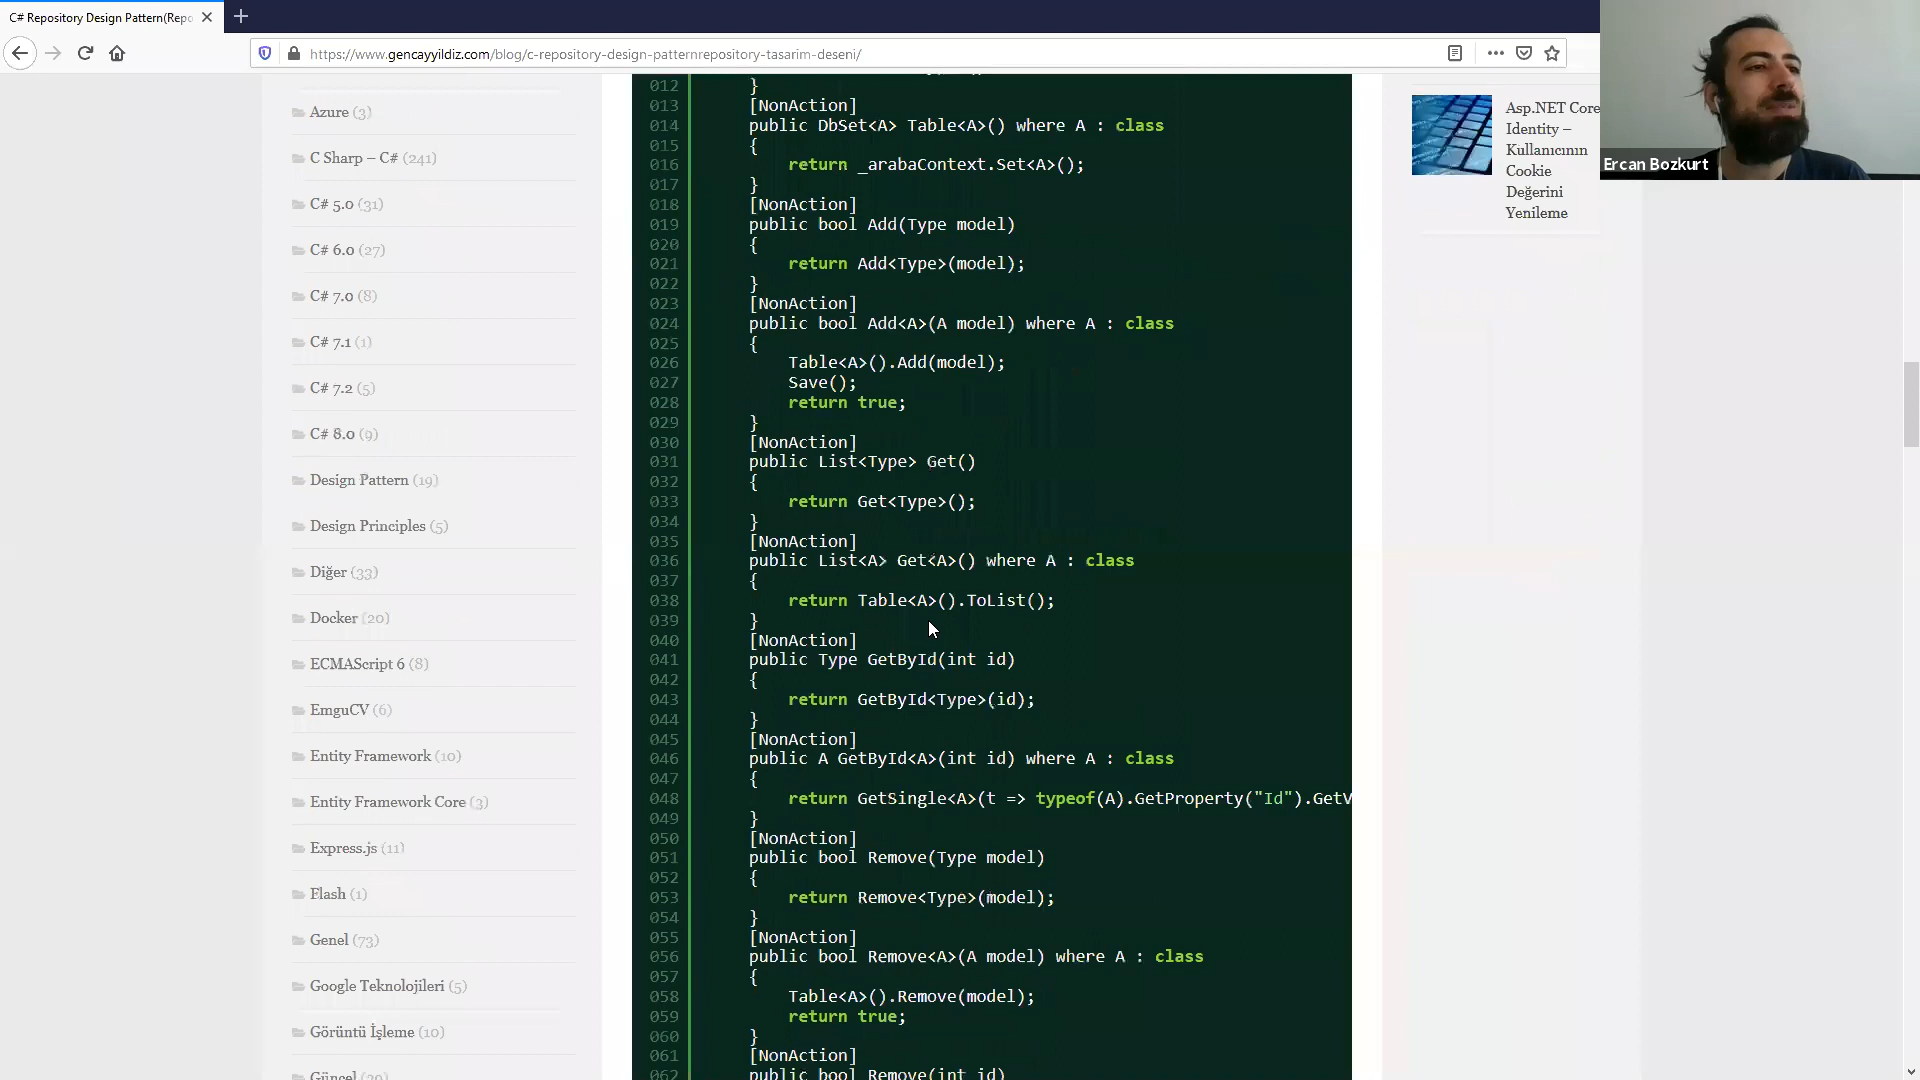 C# Repository Design Pattern(Repo
https://www.gencayyildiz.com/blog/c-repository-design-patternrepository-tasarim-deseni/
Azure (3)
C Sharp – C# (241)
C# 5.0 (31)
C# 6.0 (27)
C# 7.0 (8)
C# 7.1 (1)
C# 7.2 (5)
C# 8.0 (9)
Design Pattern (19)
Design Principles (5)
Diğer (33)
Docker (20)
ECMAScript 6 (8)
EmguCV (6)
Entity Framework (10)
Entity Framework Core (3)
Express.js (11)
Flash (1)
Genel (73)
Google Teknolojileri (5)
Görüntü İşleme (10)
Güncel (29)
012 }
013 [NonAction]
014 public DbSet<A> Table<A>() where A : class
015 {
016 return _arabaContext.Set<A>();
017 }
018 [NonAction]
019 public bool Add(Type model)
020 {
021 return Add<Type>(model);
022 }
023 [NonAction]
024 public bool Add<A>(A model) where A : class
025 {
026 Table<A>().Add(model);
027 Save();
028 return true;
029 }
030 [NonAction]
031 public List<Type> Get()
032 {
033 return Get<Type>();
034 }
035 [NonAction]
036 public List<A> Get<A>() where A : class
037 {
038 return Table<A>().ToList();
039 }
040 [NonAction]
041 public Type GetById(int id)
042 {
043 return GetById<Type>(id);
044 }
045 [NonAction]
046 public A GetById<A>(int id) where A : class
047 {
048 return GetSingle<A>(t => typeof(A).GetProperty("Id").GetV
049 }
050 [NonAction]
051 public bool Remove(Type model)
052 {
053 return Remove<Type>(model);
054 }
055 [NonAction]
056 public bool Remove<A>(A model) where A : class
057 {
058 Table<A>().Remove(model);
059 return true;
060 }
061 [NonAction]
062 public bool Remove(int id)
Asp.NET Core
Identity –
Kullanıcının
Cookie
Değerini
Yenileme
Ercan Bozkurt